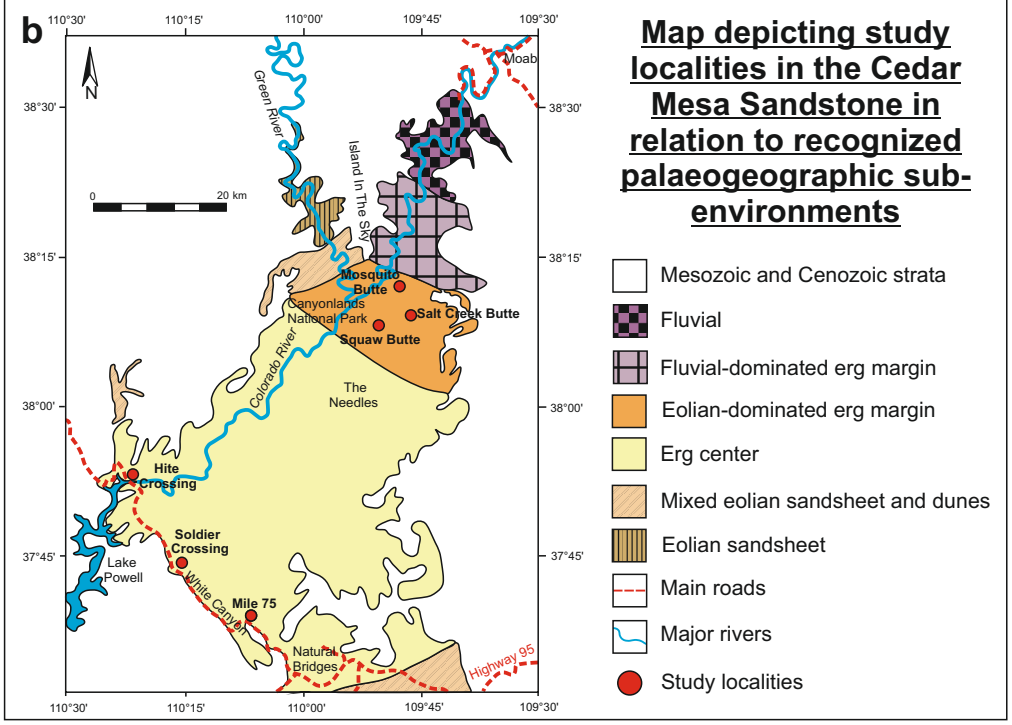 b
110°30' 110°15' 110°00' 109°45' 109°30'
Map depicting study
localities in the Cedar
Mesa Sandstone in
relation to recognized
palaeogeographic sub-
environments
Moab
N
Green River
38°30' 38°30'
Island In The Sky
0 20 km
38°15' 38°15'
Mosquito
Butte
Canyonlands
National Park
Salt Creek Butte
Squaw Butte
Colorado River
The
Needles
38°00' 38°00'
Hite
Crossing
Soldier
Crossing
37°45' 37°45'
Lake
Powell
White Canyon
Mile 75
Natural
Bridges
Highway 95
110°30' 110°15' 110°00' 109°45' 109°30'
Mesozoic and Cenozoic strata
Fluvial
Fluvial-dominated erg margin
Eolian-dominated erg margin
Erg center
Mixed eolian sandsheet and dunes
Eolian sandsheet
Main roads
Major rivers
Study localities